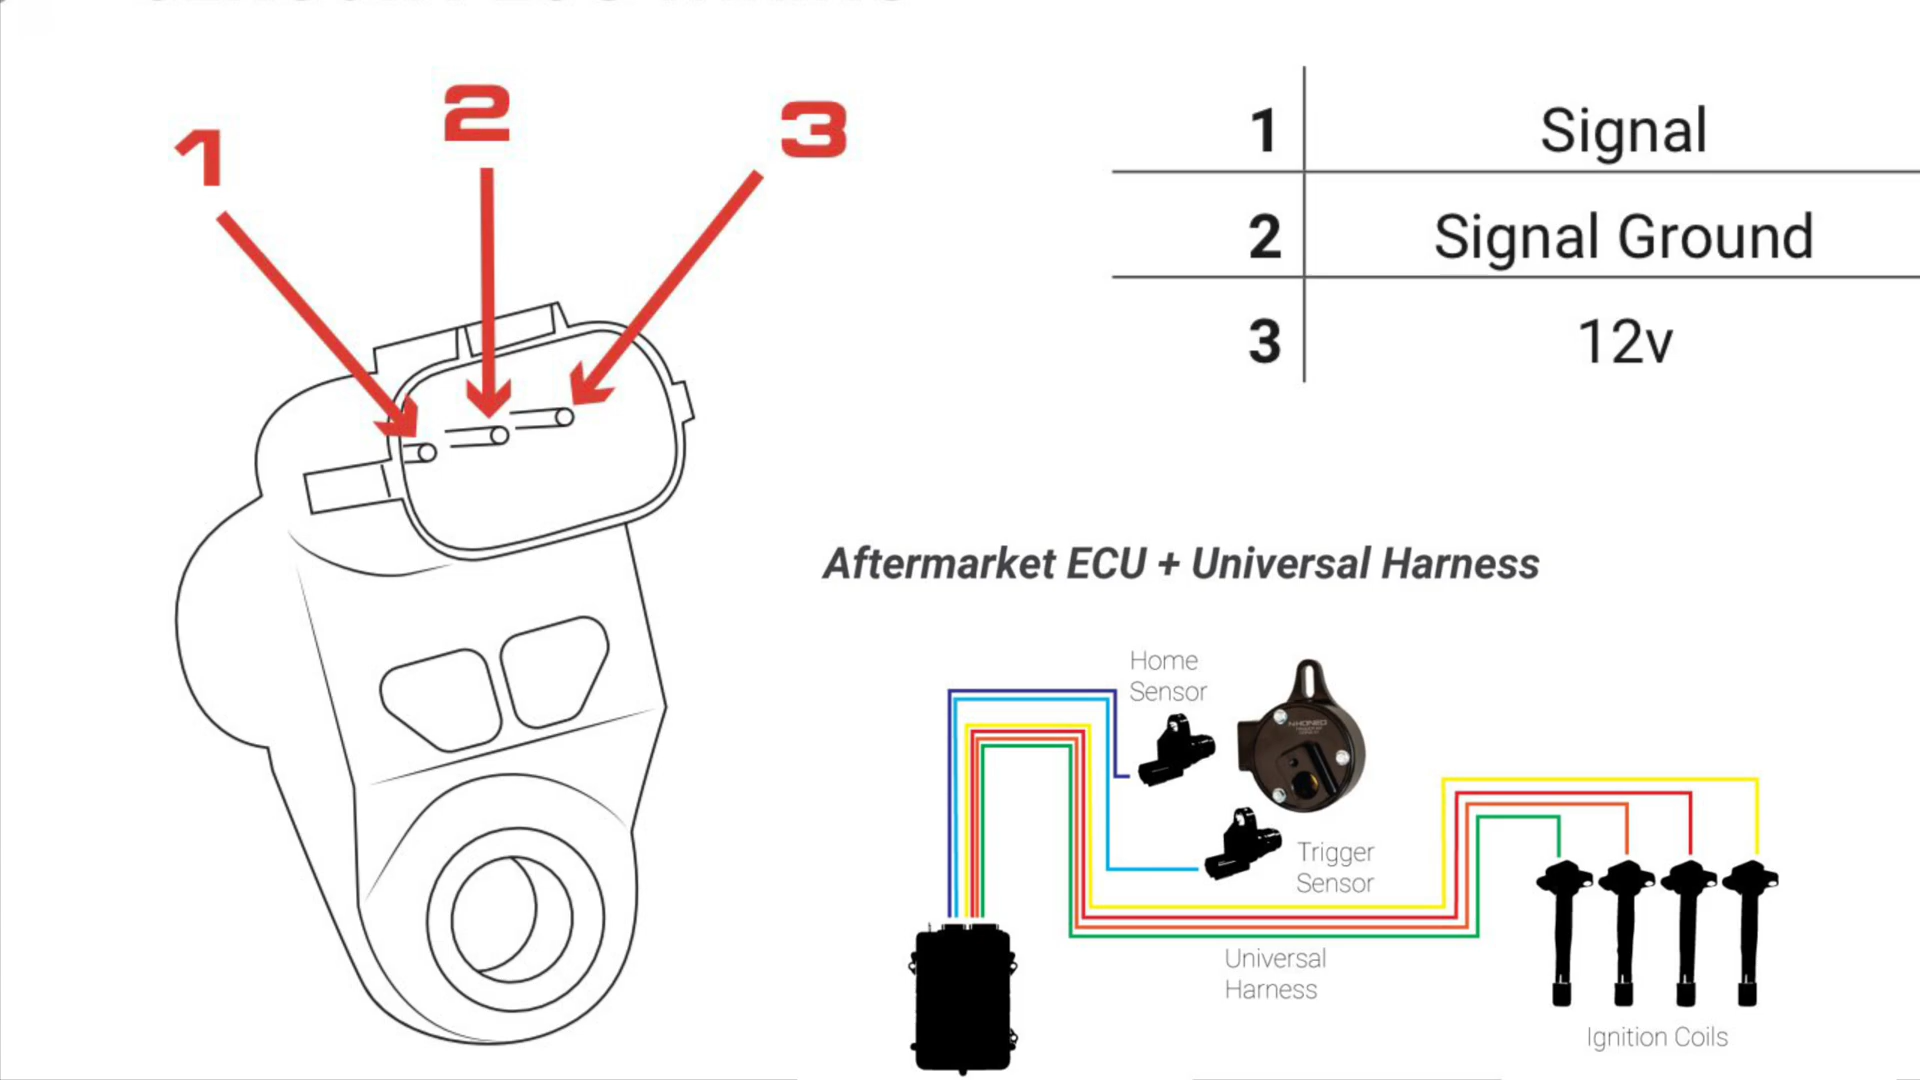 1
2
3
1 Signal
2 Signal Ground
3 12v
Aftermarket ECU + Universal Harness
Home
Sensor
Trigger
Sensor
Universal
Harness
Ignition Coils